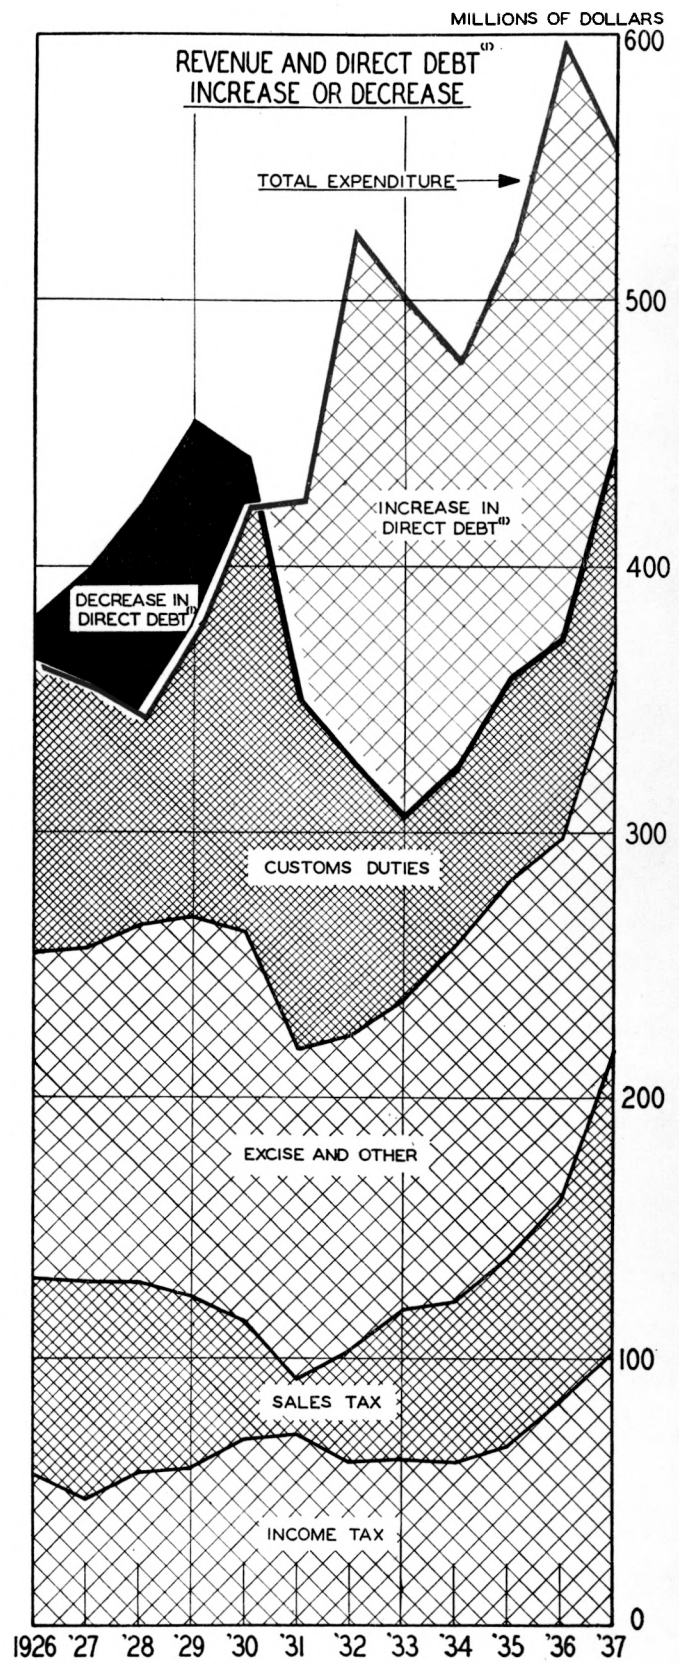 MILLIONS OF DOLLARS
600
REVENUE AND DIRECT DEBT(1)
INCREASE OR DECREASE
TOTAL EXPENDITURE
500
INCREASE IN
DIRECT DEBT(1)
400
DECREASE IN
DIRECT DEBT(1)
300
CUSTOMS DUTIES
200
EXCISE AND OTHER
100
SALES TAX
INCOME TAX
0
1926 '27 '28 '29 '30 '31 '32 '33 '34 '35 '36 '37